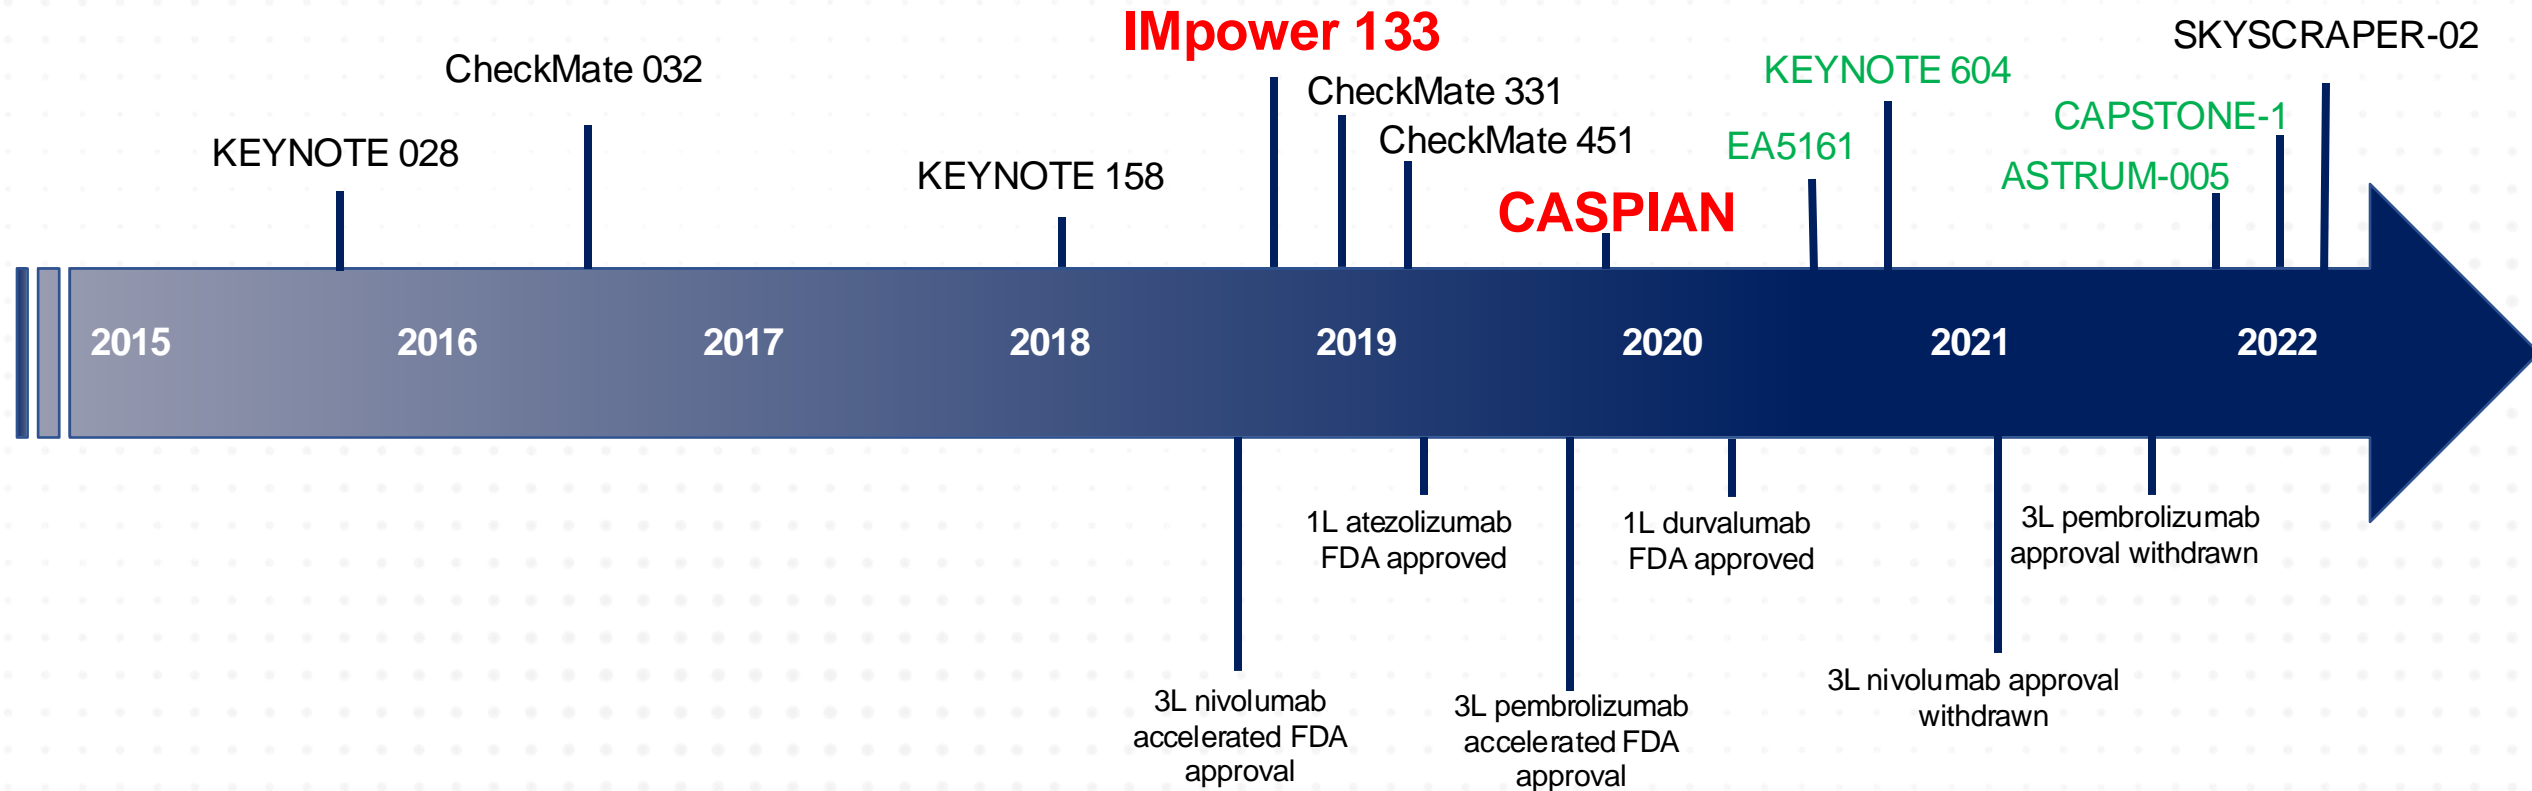 IMpower 133
SKYSCRAPER-02
CheckMate 032
KEYNOTE 604
CheckMate 331
CAPSTONE-1
KEYNOTE 028
CheckMate 451
EA5161
KEYNOTE 158
ASTRUM-005
CASPIAN
2015
2016
2017
2018
2019
2020
2021
2022
1L atezolizumab
FDA approved
1L durvalumab
FDA approved
3L pembrolizumab
approval withdrawn
3L nivolumab
accelerated FDA
approval
3L pembrolizumab
accelerated FDA
approval
3L nivolumab approval
withdrawn